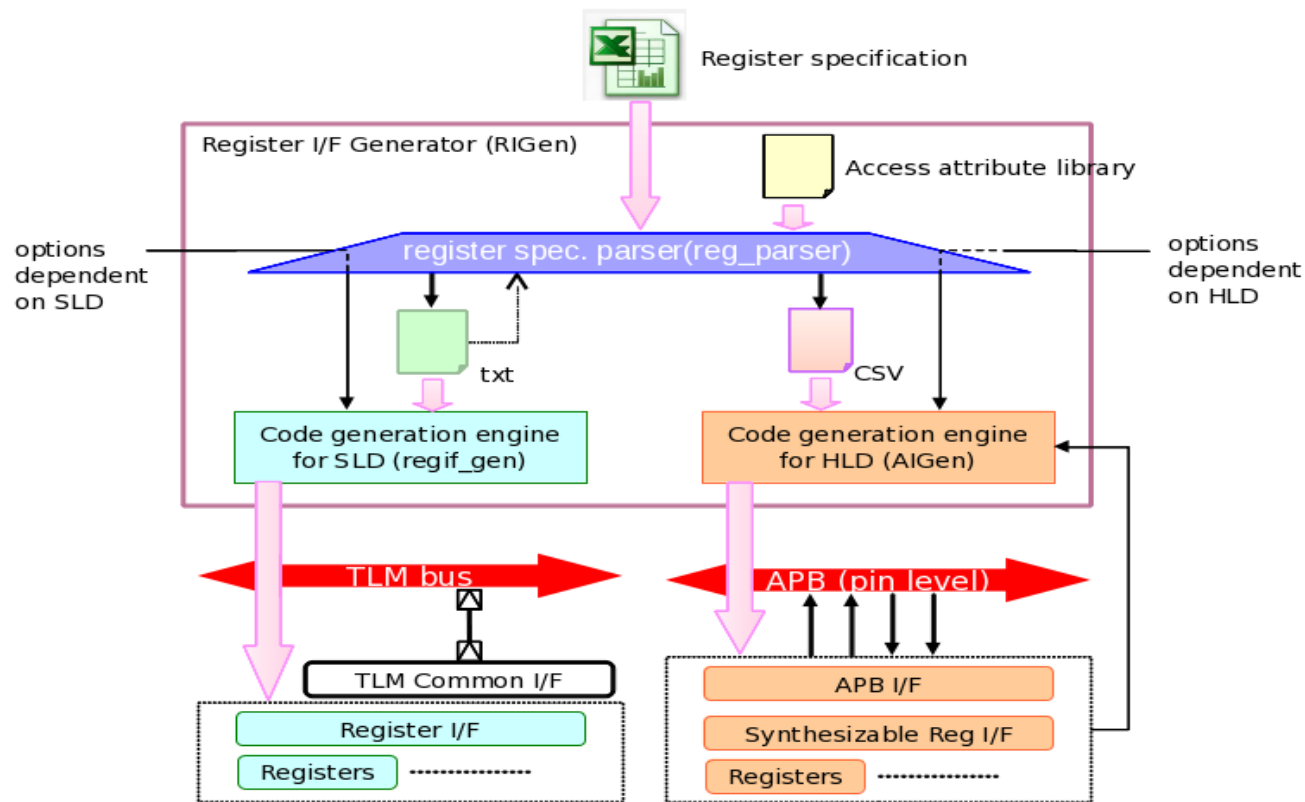 Register specification
Register I/F Generator (RIGen)
Access attribute library
options
dependent
on SLD
register spec. parser(reg_parser)
options
dependent
on HLD
txt
CSV
Code generation engine
for SLD (regif_gen)
Code generation engine
for HLD (AIGen)
TLM bus
APB (pin level)
TLM Common I/F
APB I/F
Register I/F
Synthesizable Reg I/F
Registers
Registers